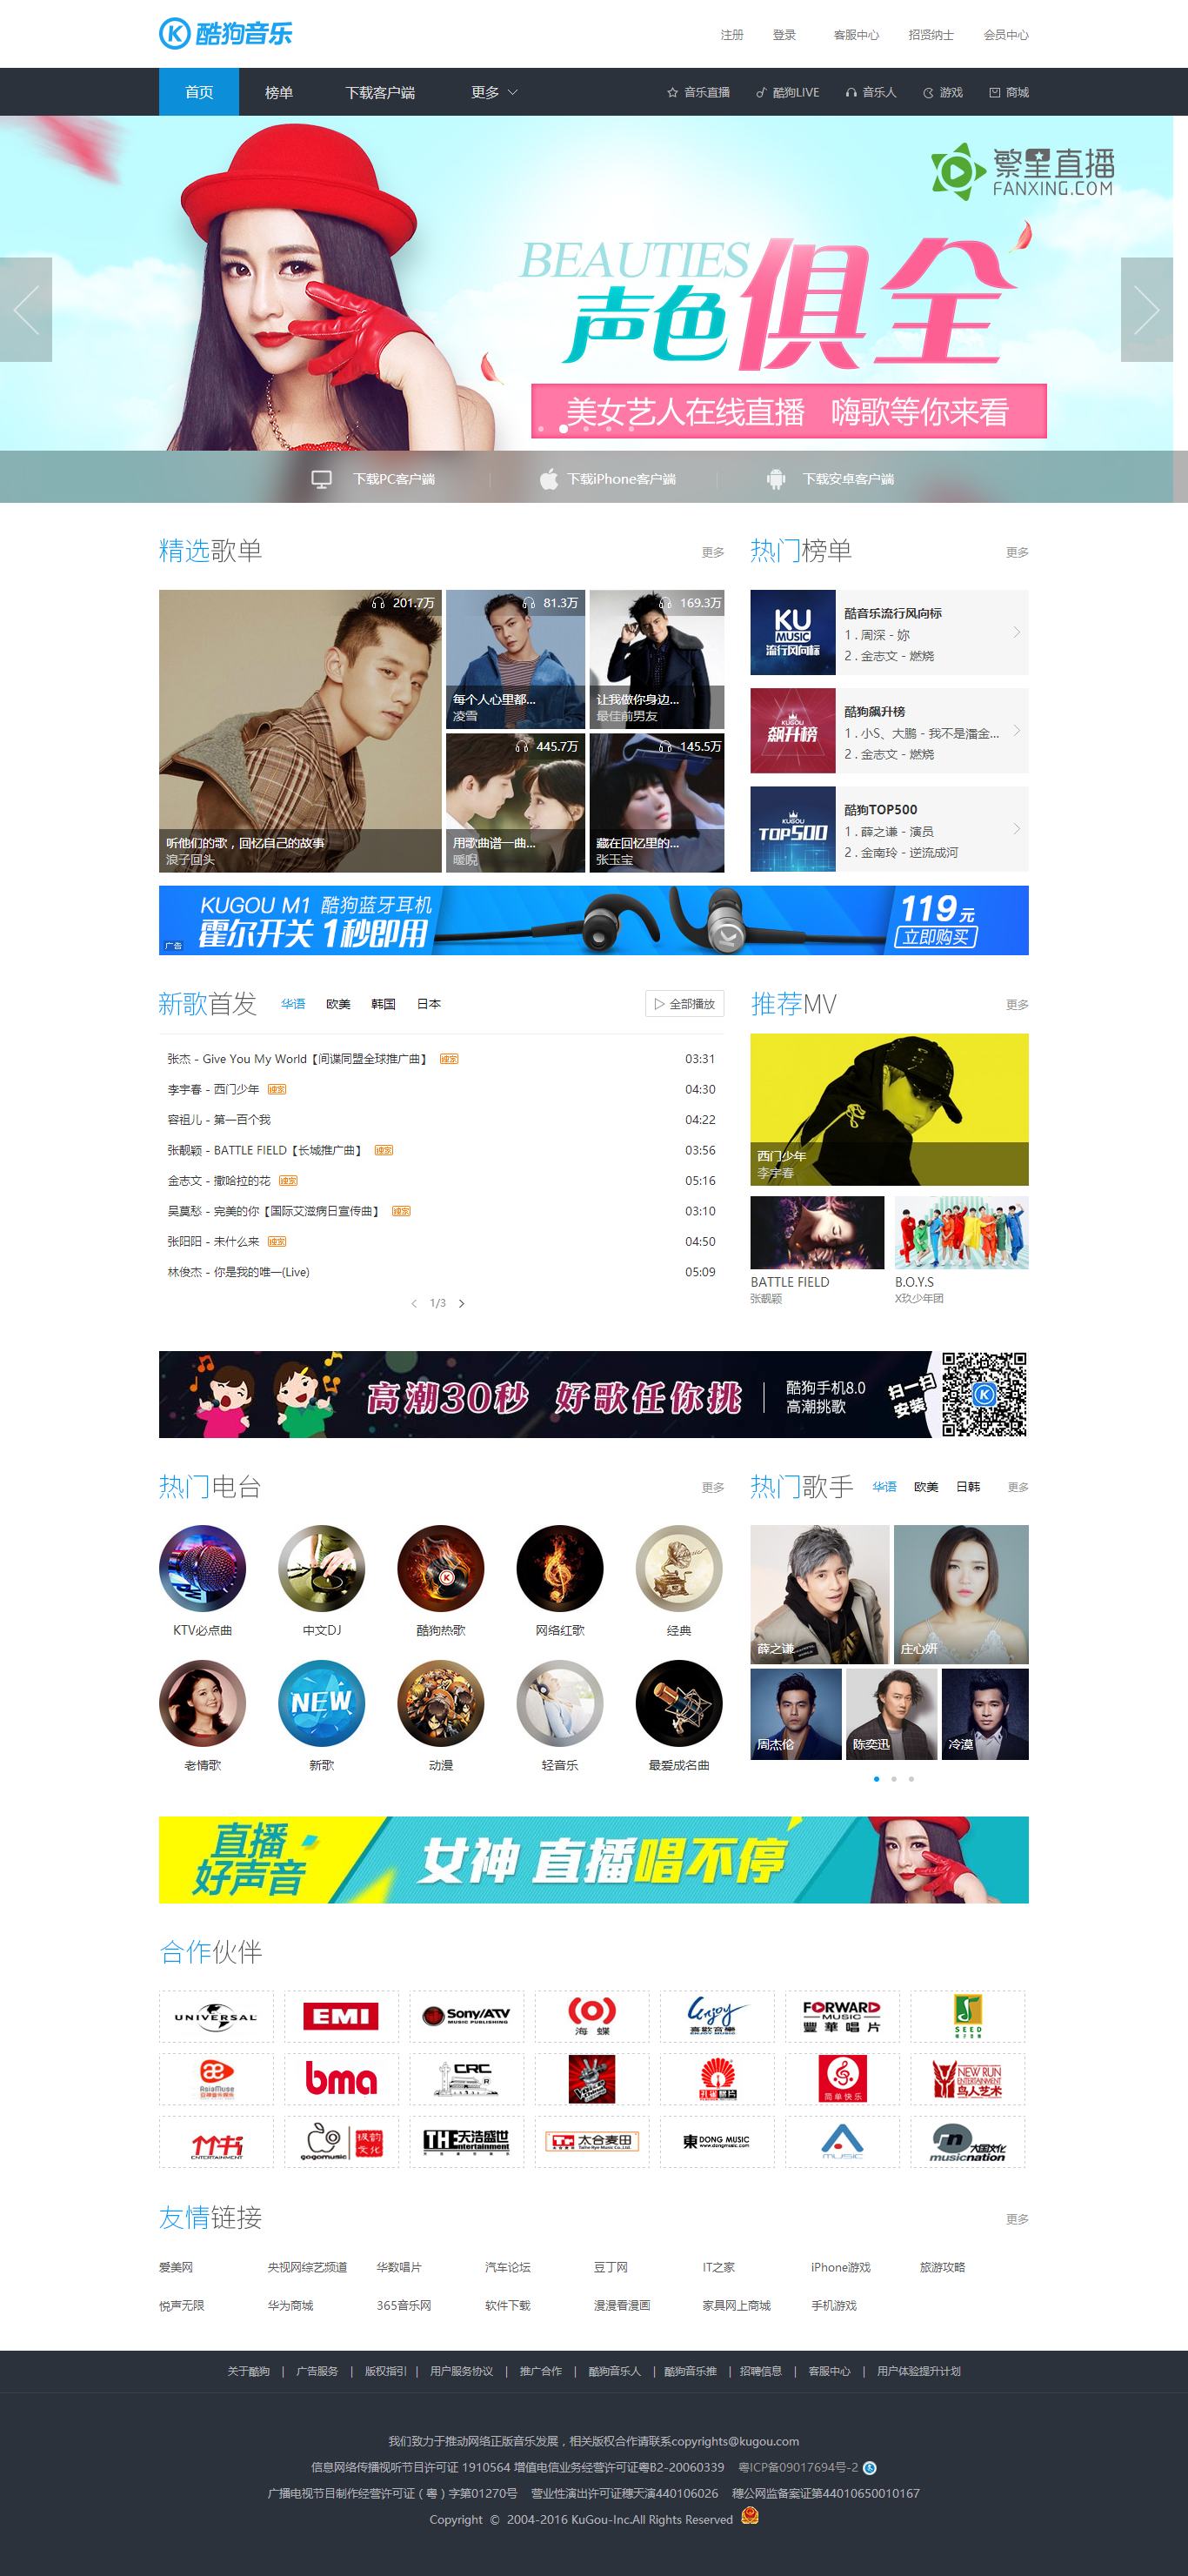 酷狗音乐
注册 登录 客服中心 招贤纳士 会员中心
首页 榜单 下载客户端 更多 音乐直播 酷狗LIVE 音乐人 游戏 商城
繁星直播
FANXING.COM
BEAUTIES
声色俱全
美女艺人在线直播 嗨歌等你来看
下载PC客户端 下载iPhone客户端 下载安卓客户端
精选歌单 更多
201.7万
听他们的歌，回忆自己的故事
浪子回头
81.3万
每个人心里都...
凌雪
169.3万
让我做你身边...
最佳前男友
445.7万
用歌曲谱一曲...
暖晲
145.5万
藏在回忆里的...
张玉宝
热门榜单 更多
KU
MUSIC
流行风向标
酷音乐流行风向标
1 . 周深 - 妳
2 . 金志文 - 燃烧
KUGOU
飙升榜
酷狗飙升榜
1 . 小S、大鹏 - 我不是潘金...
2 . 金志文 - 燃烧
KUGOU
TOP500
酷狗TOP500
1 . 薛之谦 - 演员
2 . 金南玲 - 逆流成河
KUGOU M1 酷狗蓝牙耳机
霍尔开关 1秒即用
广告
119元
立即购买
新歌首发 华语 欧美 韩国 日本 全部播放
张杰 - Give You My World【间谍同盟全球推广曲】 独家 03:31
李宇春 - 西门少年 独家 04:30
容祖儿 - 第一百个我 04:22
张靓颖 - BATTLE FIELD【长城推广曲】 独家 03:56
金志文 - 撒哈拉的花 独家 05:16
吴莫愁 - 完美的你【国际艾滋病日宣传曲】 独家 03:10
张阳阳 - 未什么来 独家 04:50
林俊杰 - 你是我的唯一(Live) 05:09
1/3
推荐MV 更多
西门少年
李宇春
BATTLE FIELD
张靓颖
B.O.Y.S
X玖少年团
高潮30秒 好歌任你挑
酷狗手机8.0
高潮挑歌
扫一扫
安装
热门电台 更多
KTV必点曲 中文DJ 酷狗热歌 网络红歌 经典
NEW
老情歌 新歌 动漫 轻音乐 最爱成名曲
热门歌手 华语 欧美 日韩 更多
薛之谦 庄心妍
周杰伦 陈奕迅 冷漠
直播
好声音
女神 直播唱不停
合作伙伴
UNIVERSAL
EMI
Sony/ATV
MUSIC PUBLISHING
海蝶
enjoy
喜歡音樂
ENJOY MUSIC
FORWARD
MUSIC
豐華唱片
SEED
種子音樂
AsiaMuse
bma
CRC
R
孔雀唱片
简单快乐
NEW RUN
ENTERTAINMENT
鸟人艺术
竹书
ENTERTAINMENT
gogomusic
极韵文化
THE 天浩盛世
entertainment
太合麦田
Taihe Rye Music Co.,Ltd.
東 DONG MUSIC
www.dongmusic.com
MUSIC
大国文化
musicnation
友情链接 更多
爱美网 央视网综艺频道 华数唱片 汽车论坛 豆丁网 IT之家 iPhone游戏 旅游攻略
悦声无限 华为商城 365音乐网 软件下载 漫漫看漫画 家具网上商城 手机游戏
关于酷狗 | 广告服务 | 版权指引 | 用户服务协议 | 推广合作 | 酷狗音乐人 | 酷狗音乐推 | 招聘信息 | 客服中心 | 用户体验提升计划
我们致力于推动网络正版音乐发展，相关版权合作请联系copyrights@kugou.com
信息网络传播视听节目许可证 1910564 增值电信业务经营许可证粤B2-20060339 粤ICP备09017694号-2
广播电视节目制作经营许可证（粤）字第01270号 营业性演出许可证穗天演440106026 穗公网监备案证第44010650010167
Copyright © 2004-2016 KuGou-Inc.All Rights Reserved